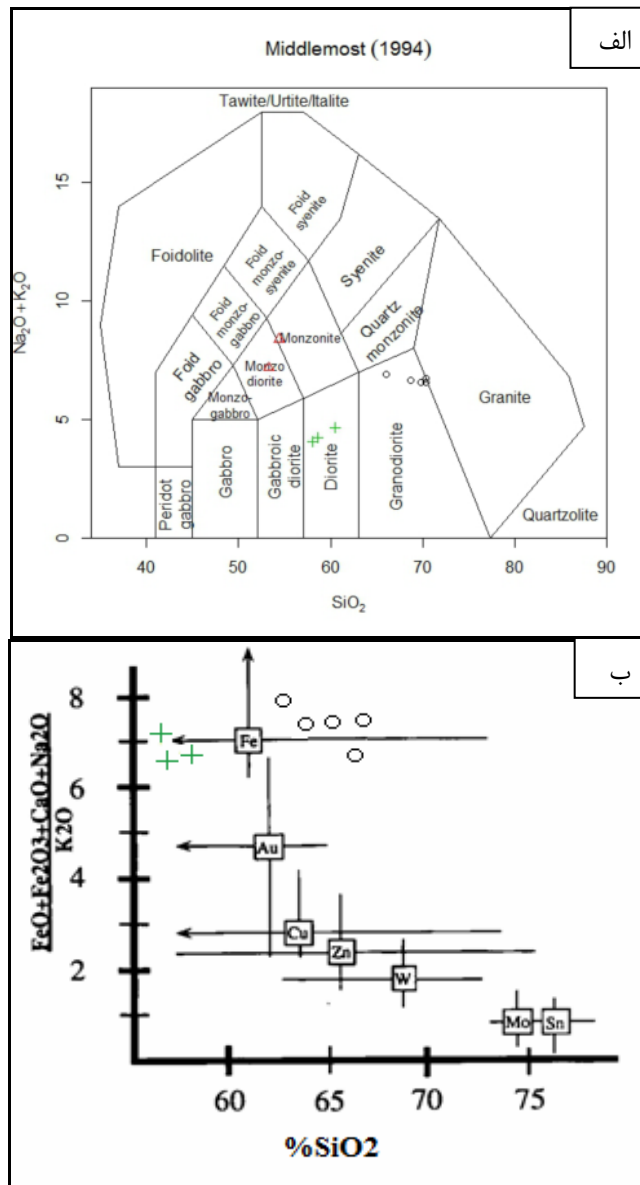 الف
Middlemost (1994)
Tawite/Urtite/Italite
Foid
syenite
Foidolite
Foid
monzo-
syenite
Syenite
Foid
monzo-
gabbro
Monzonite
Quartz
monzonite
Foid
gabbro
Monzo
diorite
Monzo-
gabbro
Granite
Peridot
gabbro
Gabbro
Gabbroic
diorite
Diorite
Granodiorite
Quartzolite
Na₂O + K₂O
0
5
10
15
40 50 60 70 80 90
SiO₂
ب
FeO+Fe2O3+CaO+Na2O
K2O
8
6
4
2
Fe
Au
Cu
Zn
W
Mo Sn
60 65 70 75
%SiO2